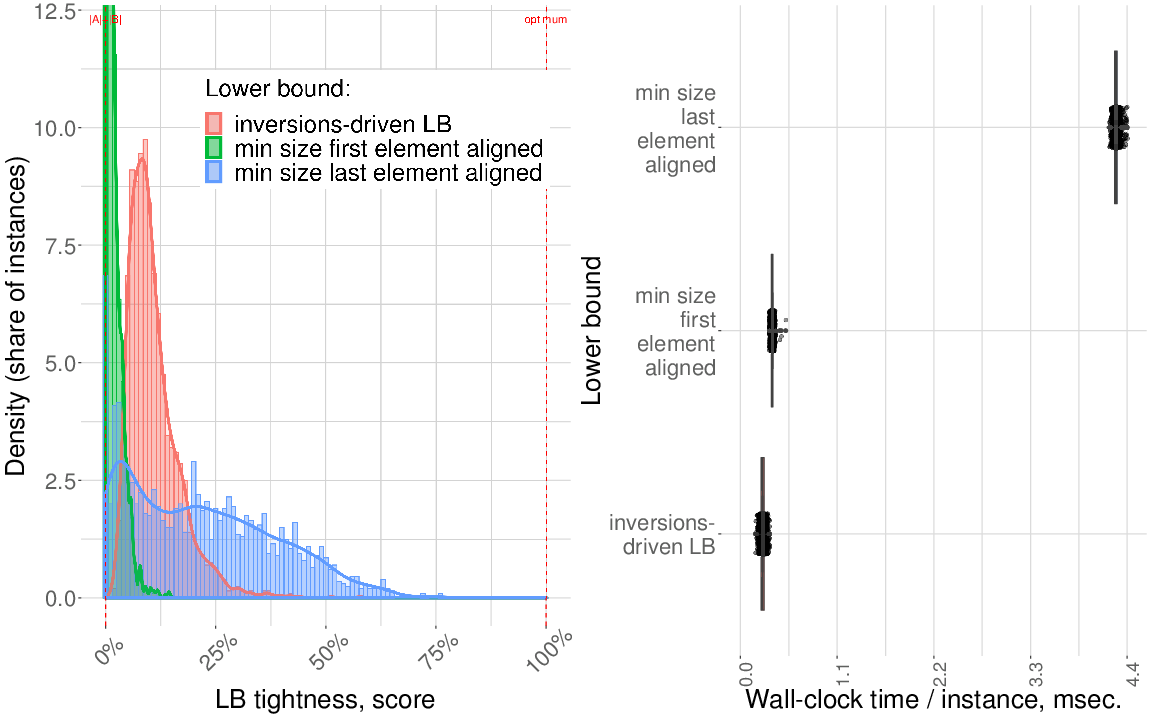 12.5
|A|+|B|
optimum
Lower bound:
inversions-driven LB
min size first element aligned
min size last element aligned
10.0
7.5
5.0
2.5
0.0
Density (share of instances)
0%
25%
50%
75%
100%
LB tightness, score
Lower bound
min size
last
element
aligned
min size
first
element
aligned
inversions-
driven LB
0.0
1.1
2.2
3.3
4.4
Wall-clock time / instance, msec.